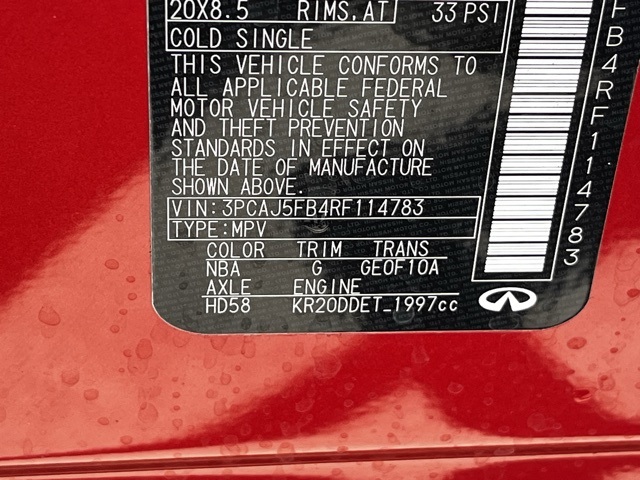 20X8.5 RIMS,AT 33 PSI
COLD SINGLE
THIS VEHICLE CONFORMS TO
ALL APPLICABLE FEDERAL
MOTOR VEHICLE SAFETY
AND THEFT PREVENTION
STANDARDS IN EFFECT ON
THE DATE OF MANUFACTURE
SHOWN ABOVE.
VIN:3PCAJ5FB4RF114783
TYPE:MPV
COLOR TRIM TRANS
NBA G GE0F10A
AXLE ENGINE
HD58 KR20DDET_1997cc
FB4RF114783